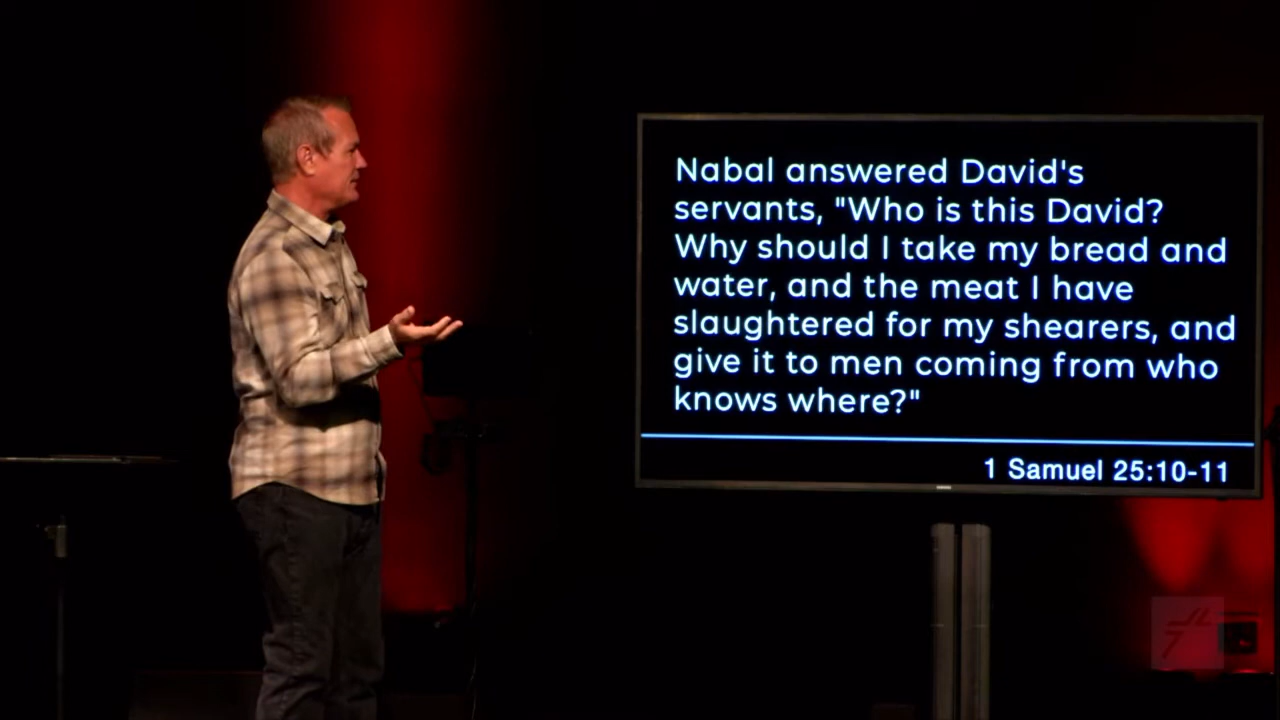 Nabal answered David's
servants, "Who is this David?
Why should I take my bread and
water, and the meat I have
slaughtered for my shearers, and
give it to men coming from who
knows where?"
1 Samuel 25:10-11